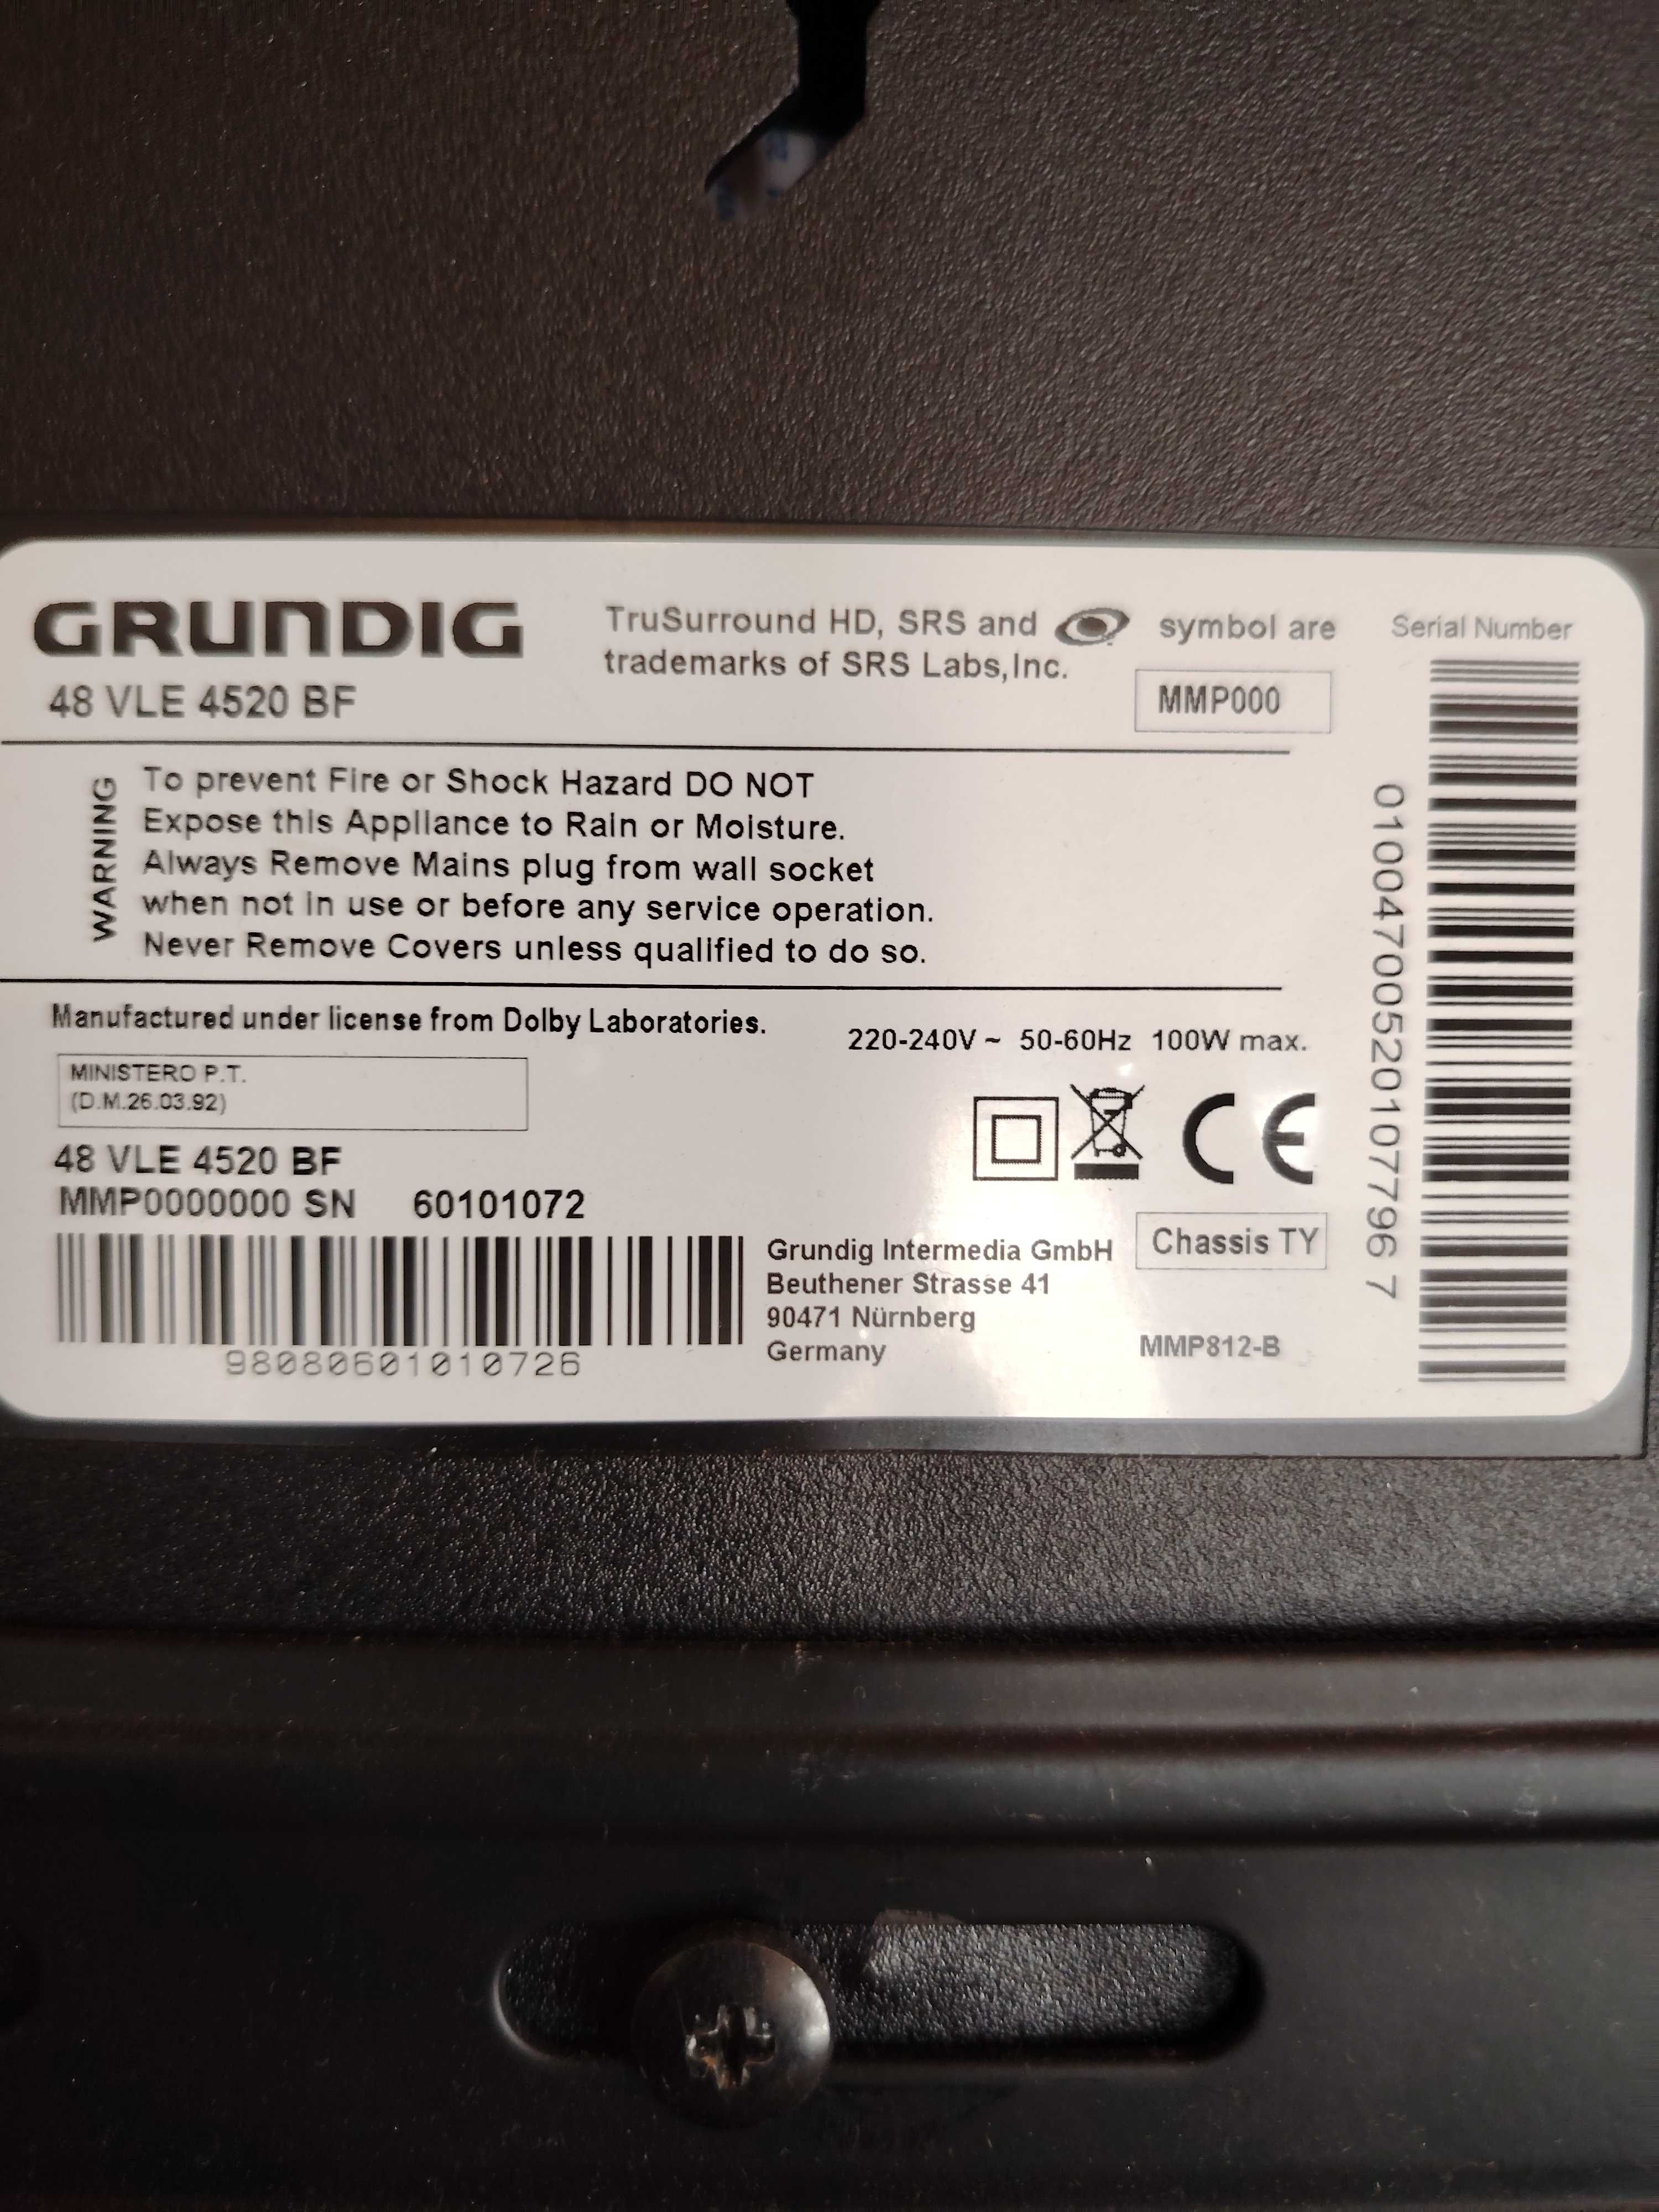 GRUNDIG
48 VLE 4520 BF
TruSurround HD, SRS and symbol are
trademarks of SRS Labs,Inc.
MMP000
Serial Number
010047005201077967
WARNING
To prevent Fire or Shock Hazard DO NOT
Expose this Appliance to Rain or Moisture.
Always Remove Mains plug from wall socket
when not in use or before any service operation.
Never Remove Covers unless qualified to do so.
Manufactured under license from Dolby Laboratories.
220-240V ~ 50-60Hz 100W max.
MINISTERO P.T.
(D.M.26.03.92)
48 VLE 4520 BF
MMP0000000 SN 60101072
98080601010726
CE
Grundig Intermedia GmbH
Beuthener Strasse 41
90471 Nürnberg
Germany
Chassis TY
MMP812-B